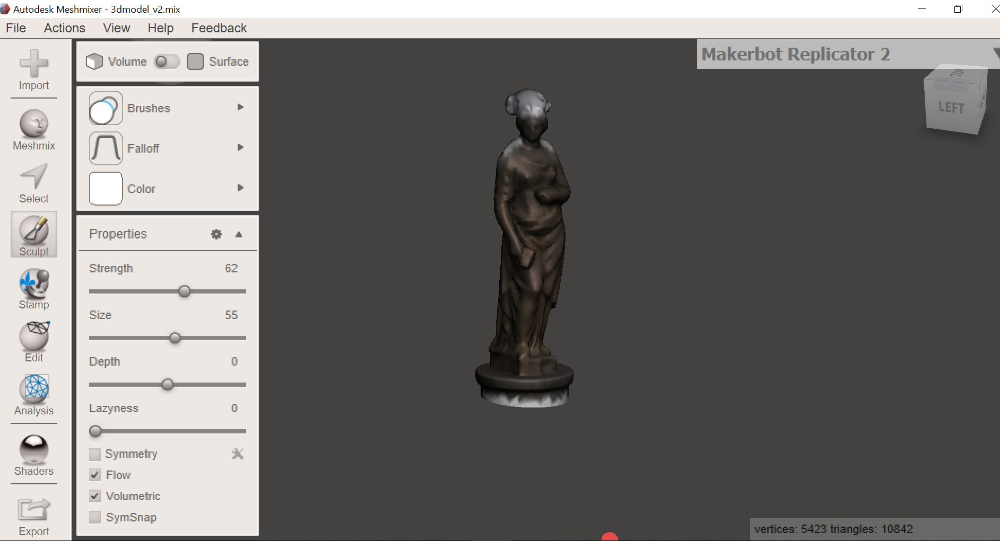 Autodesk Meshmixer - 3dmodel_v2.mix
File Actions View Help Feedback
Import
Meshmix
Select
Sculpt
Stamp
Edit
Analysis
Shaders
Export
Volume Surface
Brushes
Falloff
Color
Properties
Strength 62
Size 55
Depth 0
Lazyness 0
Symmetry
Flow
Volumetric
SymSnap
Makerbot Replicator 2
TOP
LEFT
vertices: 5423 triangles: 10842